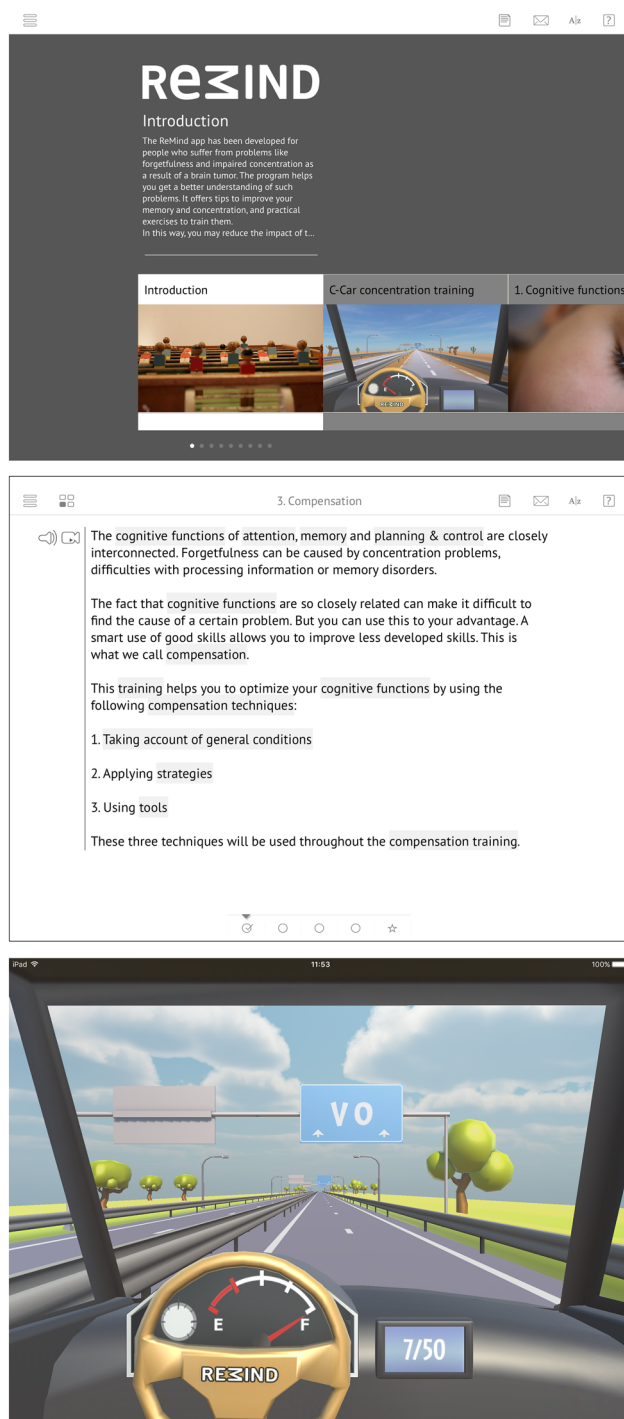 A|z ?
ReMIND
Introduction
The ReMind app has been developed for
people who suffer from problems like
forgetfulness and impaired concentration as
a result of a brain tumor. The program helps
you get a better understanding of such
problems. It offers tips to improve your
memory and concentration, and practical
exercises to train them.
In this way, you may reduce the impact of t...
Introduction
C-Car concentration training
1. Cognitive functions
E F
REMIND
3. Compensation
A|z ?
The cognitive functions of attention, memory and planning & control are closely
interconnected. Forgetfulness can be caused by concentration problems,
difficulties with processing information or memory disorders.
The fact that cognitive functions are so closely related can make it difficult to
find the cause of a certain problem. But you can use this to your advantage. A
smart use of good skills allows you to improve less developed skills. This is
what we call compensation.
This training helps you to optimize your cognitive functions by using the
following compensation techniques:
1. Taking account of general conditions
2. Applying strategies
3. Using tools
These three techniques will be used throughout the compensation training.
iPad 11:53 100%
VO
E F
7/50
REMIND